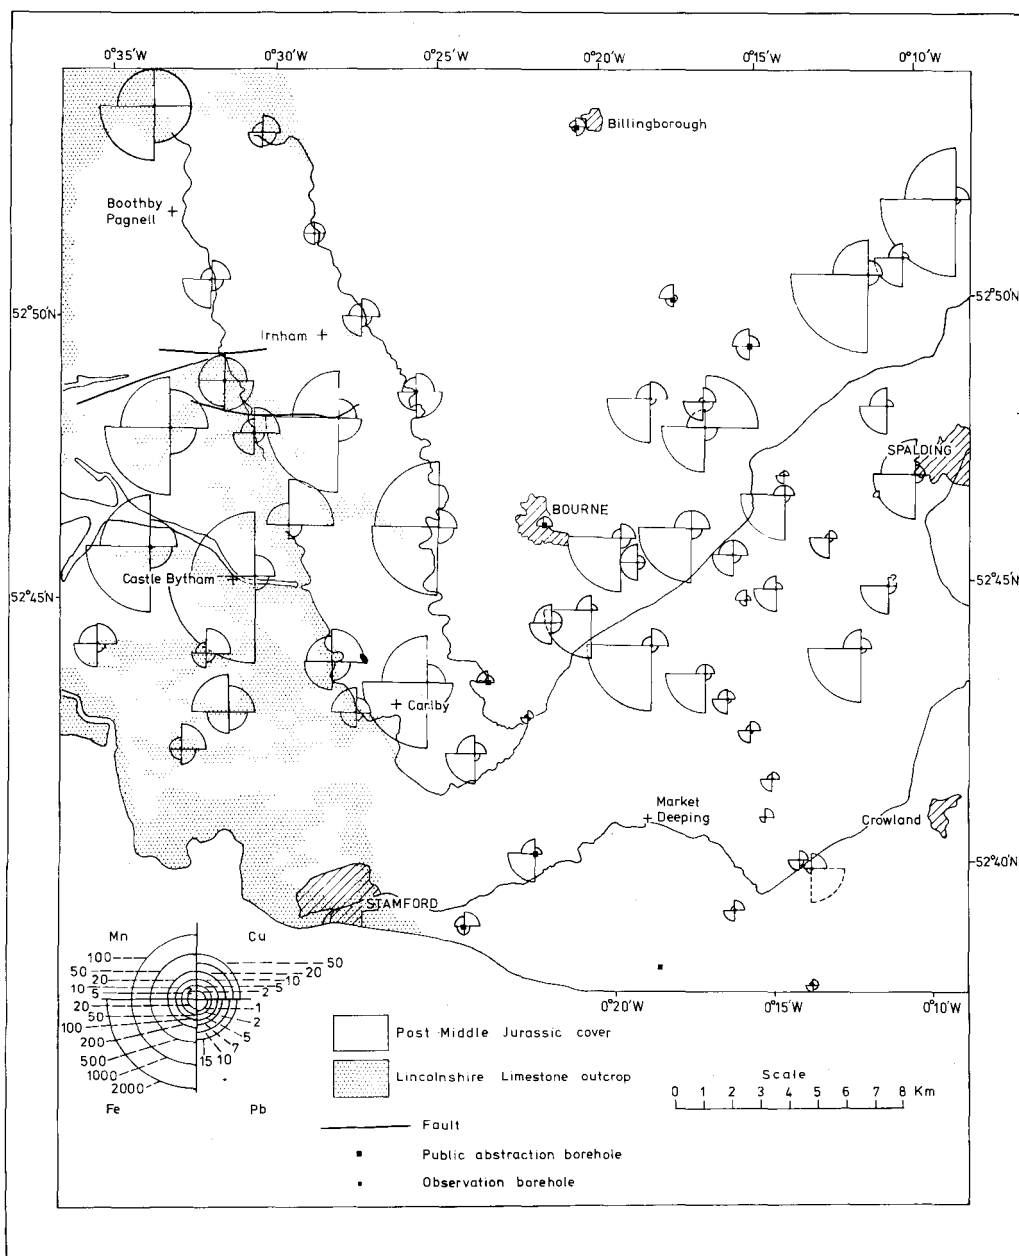 0°35'W 0°30'W 0°25'W 0°20'W 0°15'W 0°10'W
Billingborough
Boothby
Pagnell
52°50'N
52°50'N
Irnham
SPALDING
BOURNE
Castle Bytham
52°45'N
52°45'N
Carlby
Market
Deeping
Crowland
52°40'N
STAMFORD
Mn Cu
100 50
50 20
20 10
10 5
5 2 2
20 1
50 2
100 5
200 7
500 15 10
1000
2000
Fe Pb
0°20'W 0°15'W 0°10'W
Post Middle Jurassic cover
Lincolnshire Limestone outcrop
Scale
0 1 2 3 4 5 6 7 8 Km
Fault
Public abstraction borehole
Observation borehole